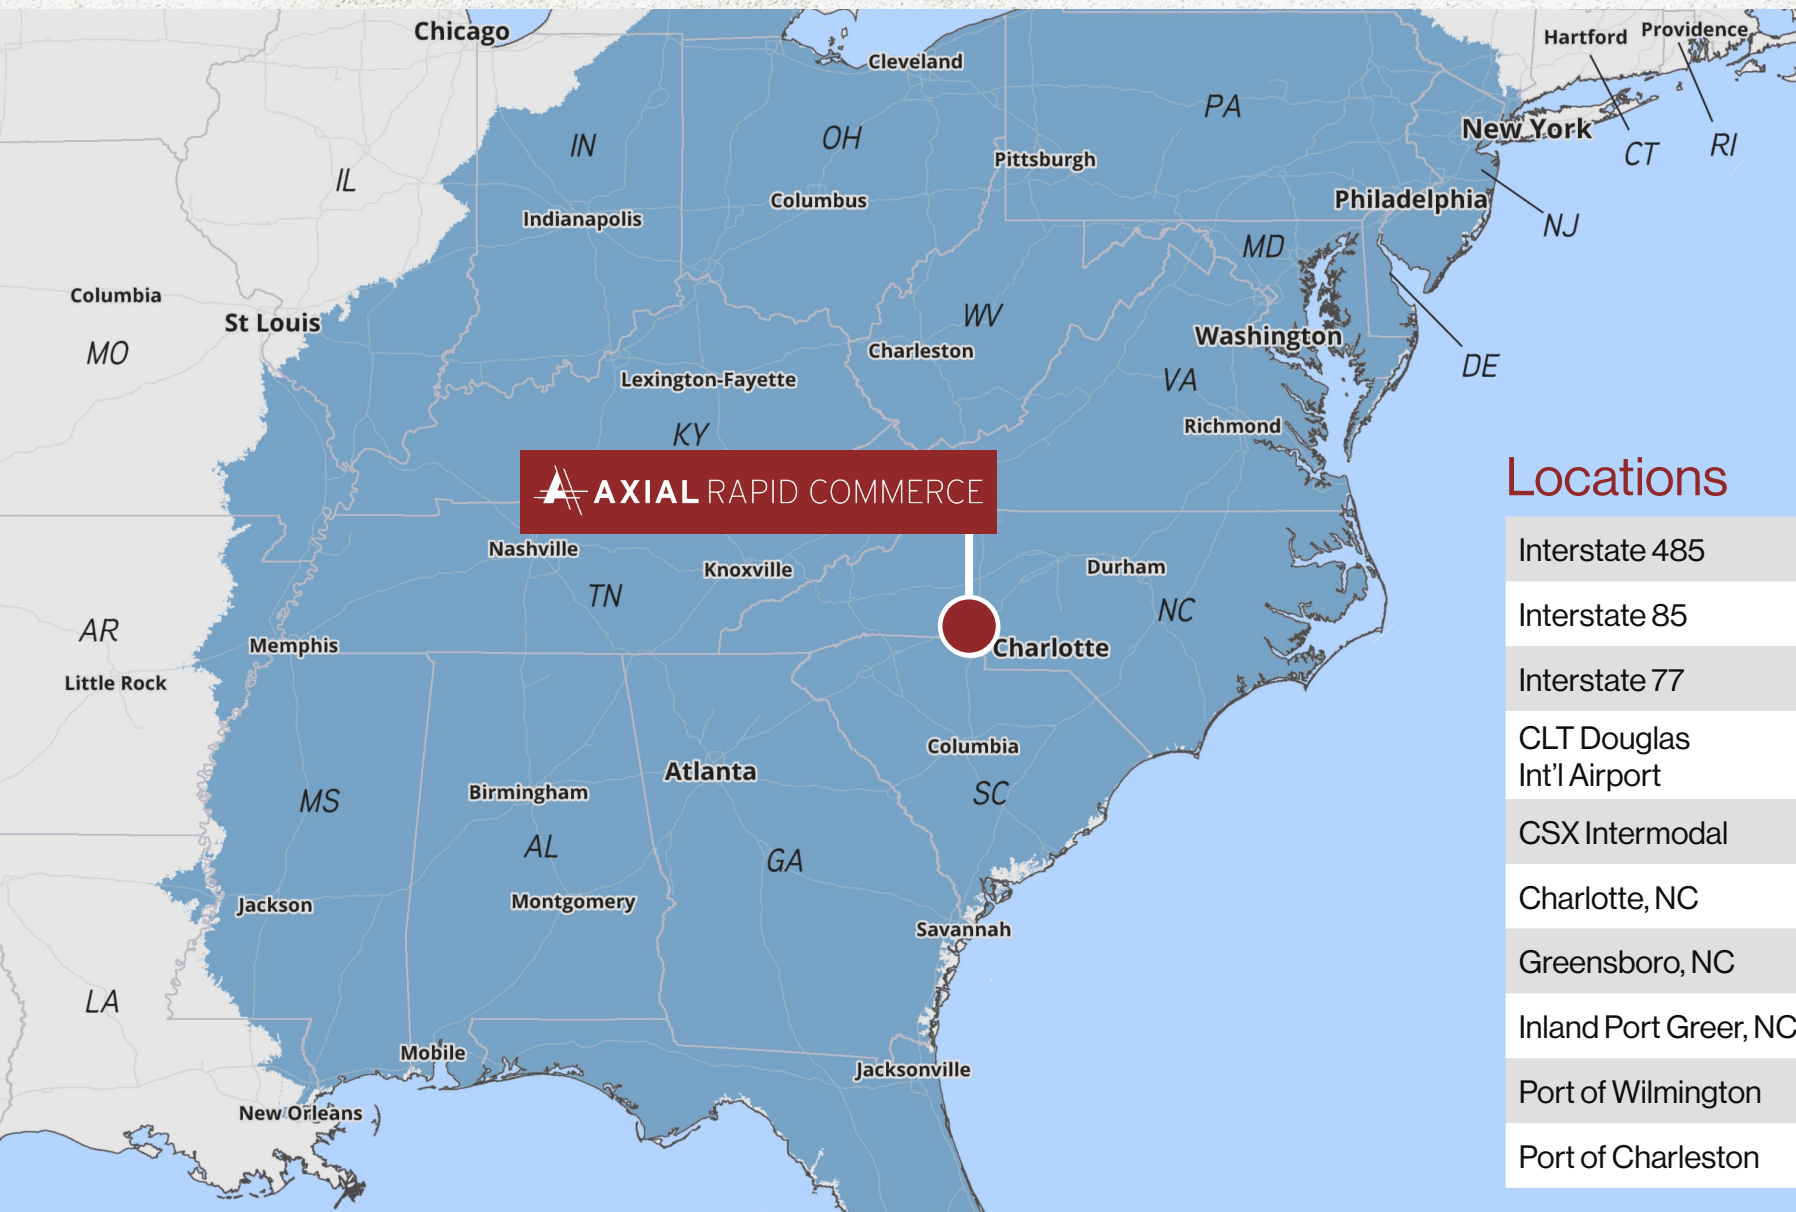 Chicago
Hartford
Providence
Cleveland
PA
New York
IN
OH
CT
RI
Pittsburgh
IL
Columbus
Philadelphia
Indianapolis
NJ
MD
Columbia
WV
St Louis
Washington
MO
Charleston
DE
Lexington-Fayette
VA
Richmond
KY
AXIAL RAPID COMMERCE
Nashville
Knoxville
Durham
TN
NC
AR
Memphis
Charlotte
Little Rock
Columbia
Atlanta
Birmingham
SC
MS
AL
GA
Jackson
Montgomery
Savannah
LA
Mobile
Jacksonville
New Orleans
Locations
Interstate 485
Interstate 85
Interstate 77
CLT Douglas
Int'l Airport
CSX Intermodal
Charlotte, NC
Greensboro, NC
Inland Port Greer, NC
Port of Wilmington
Port of Charleston